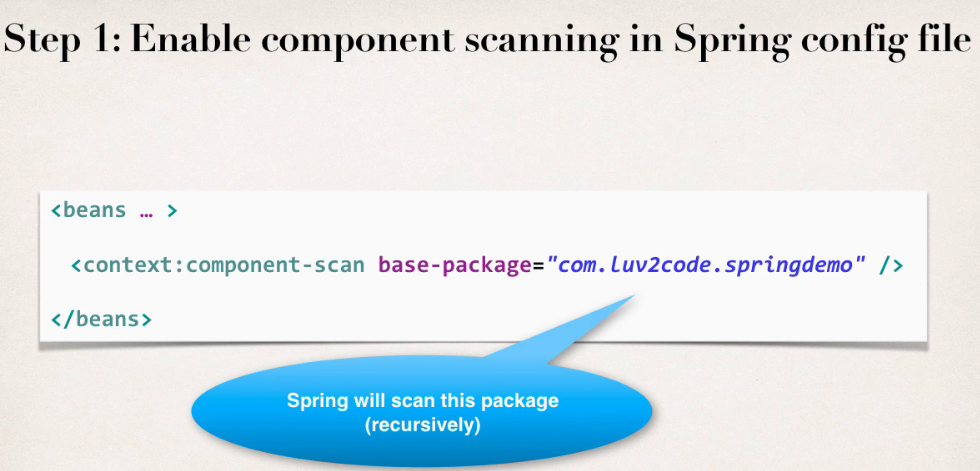 Step 1: Enable component scanning in Spring config file
<beans … >
<context:component-scan base-package="com.luv2code.springdemo" />
</beans>
Spring will scan this package
(recursively)